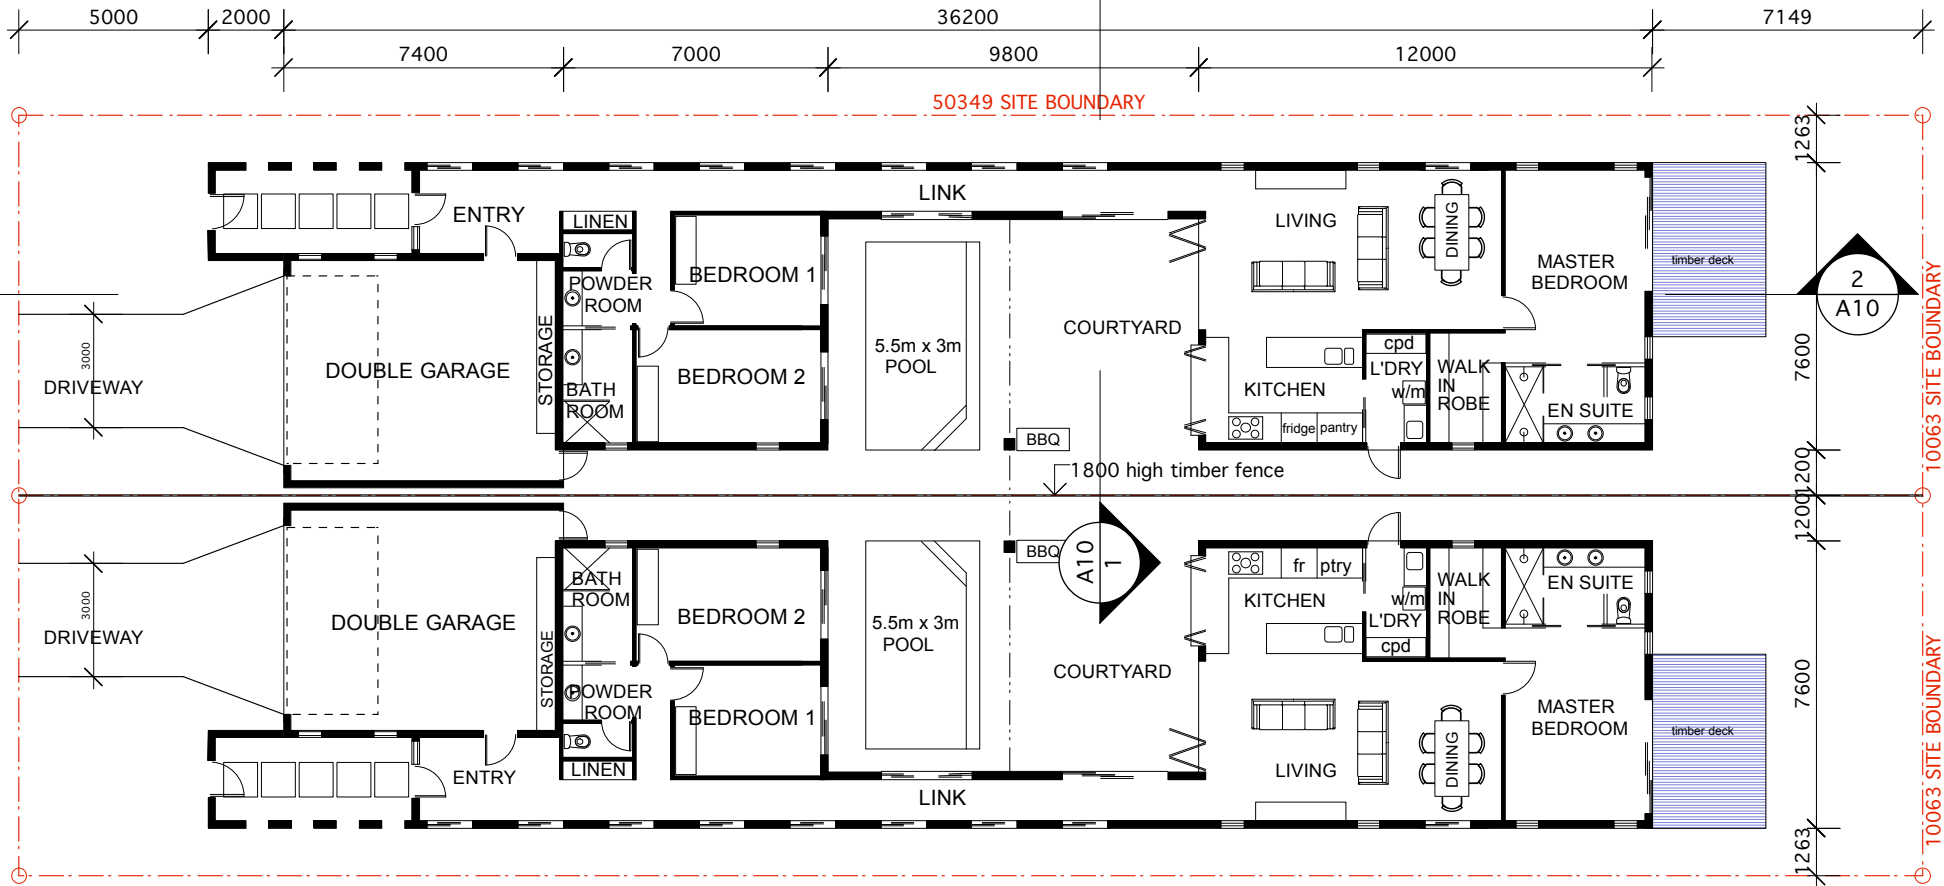 5000
2000
36200
7149
7400
7000
9800
12000
50349 SITE BOUNDARY
1263
LINK
ENTRY
LINEN
LIVING
DINING
BEDROOM 1
MASTER
BEDROOM
timber deck
2
A10
POWDER
ROOM
STORAGE
COURTYARD
3000
DOUBLE GARAGE
DRIVEWAY
5.5m x 3m
POOL
cpd
L'DRY
w/m
7600
BEDROOM 2
BATH
ROOM
KITCHEN
WALK
IN
ROBE
EN SUITE
fridge
pantry
BBQ
10063 SITE BOUNDARY
1800 high timber fence
1200
1200
BBQ
A10
1
fr
ptry
BATH
ROOM
3000
DOUBLE GARAGE
DRIVEWAY
BEDROOM 2
5.5m x 3m
POOL
KITCHEN
w/m
L'DRY
cpd
WALK
IN
ROBE
EN SUITE
STORAGE
COURTYARD
7600
POWDER
ROOM
BEDROOM 1
MASTER
BEDROOM
timber deck
10063 SITE BOUNDARY
LINEN
ENTRY
LIVING
DINING
LINK
1263